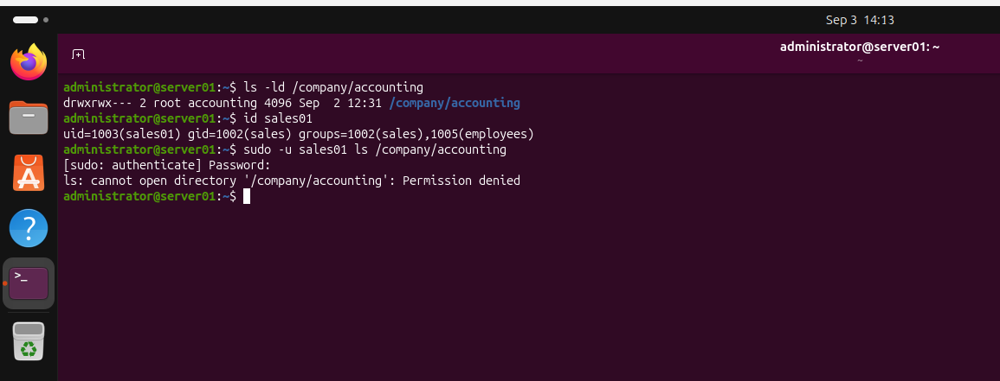 Sep 3 14:13
administrator@server01: ~
~
administrator@server01:~$ ls -ld /company/accounting
drwxrwx--- 2 root accounting 4096 Sep  2 12:31 /company/accounting
administrator@server01:~$ id sales01
uid=1003(sales01) gid=1002(sales) groups=1002(sales),1005(employees)
administrator@server01:~$ sudo -u sales01 ls /company/accounting
[sudo: authenticate] Password:
ls: cannot open directory '/company/accounting': Permission denied
administrator@server01:~$
>_